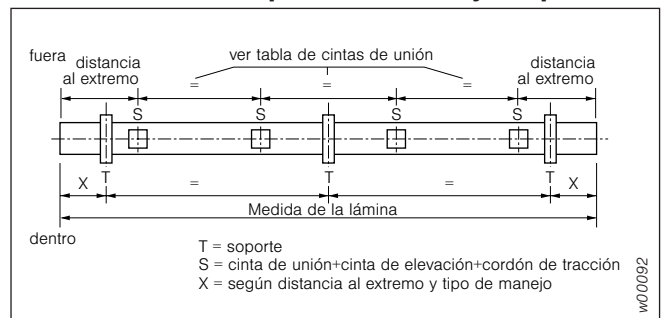 fuera
distancia
al extremo
ver tabla de cintas de unión
distancia
al extremo
= = =
S S S S
T T T
X = = X
Medida de la lámina
dentro
T = soporte
S = cinta de unión+cinta de elevación+cordón de tracción
X = según distancia al extremo y tipo de manejo
w00092